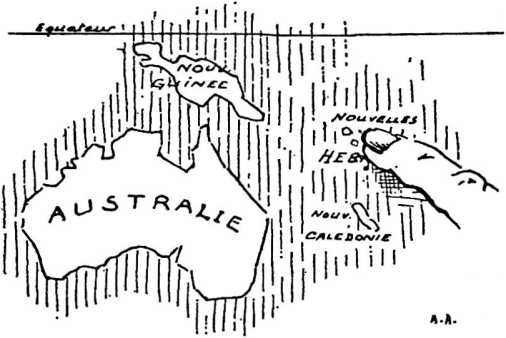 Equateur
NOUV.
GUINEE
NOUVELLES
HEB
AUSTRALIE
NOUV.
CALEDONIE
A.A.